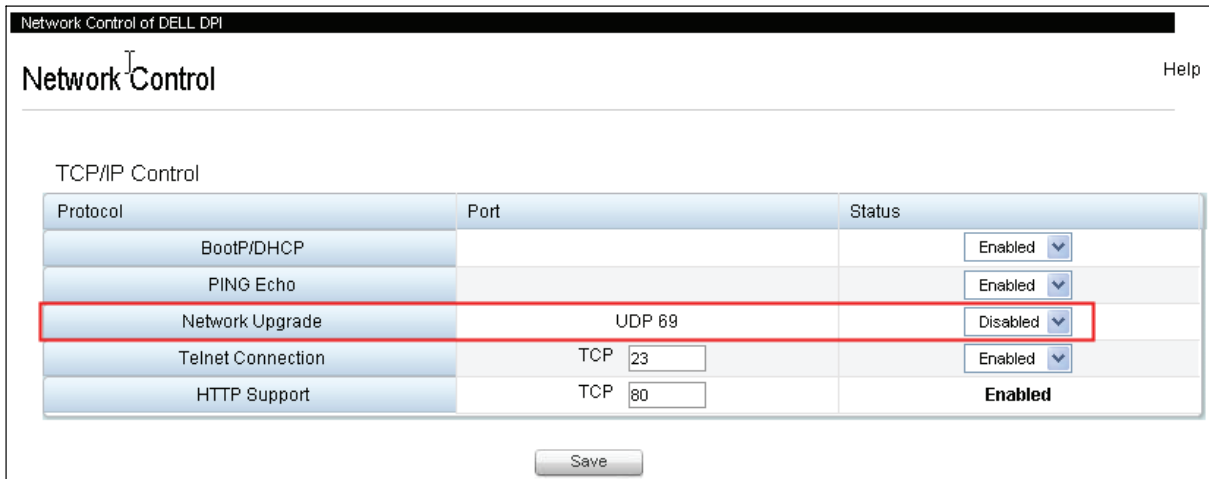 Network Control of DELL DPI
Network Control
Help
TCP/IP Control
Protocol Port Status
BootP/DHCP Enabled
PING Echo Enabled
Network Upgrade UDP 69 Disabled
Telnet Connection TCP 23 Enabled
HTTP Support TCP 80 Enabled
Save